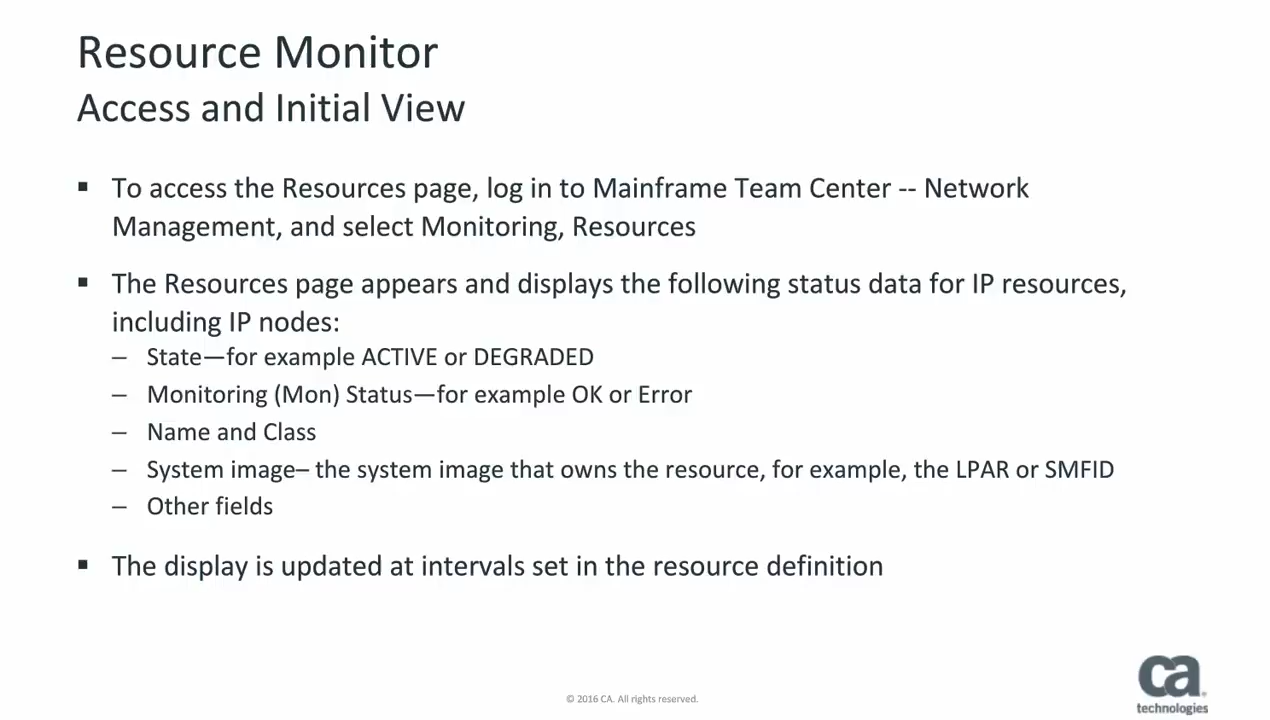 Resource Monitor
Access and Initial View
▪ To access the Resources page, log in to Mainframe Team Center -- Network
Management, and select Monitoring, Resources
▪ The Resources page appears and displays the following status data for IP resources,
including IP nodes:
– State—for example ACTIVE or DEGRADED
– Monitoring (Mon) Status—for example OK or Error
– Name and Class
– System image– the system image that owns the resource, for example, the LPAR or SMFID
– Other fields
▪ The display is updated at intervals set in the resource definition
© 2016 CA. All rights reserved.
ca
technologies